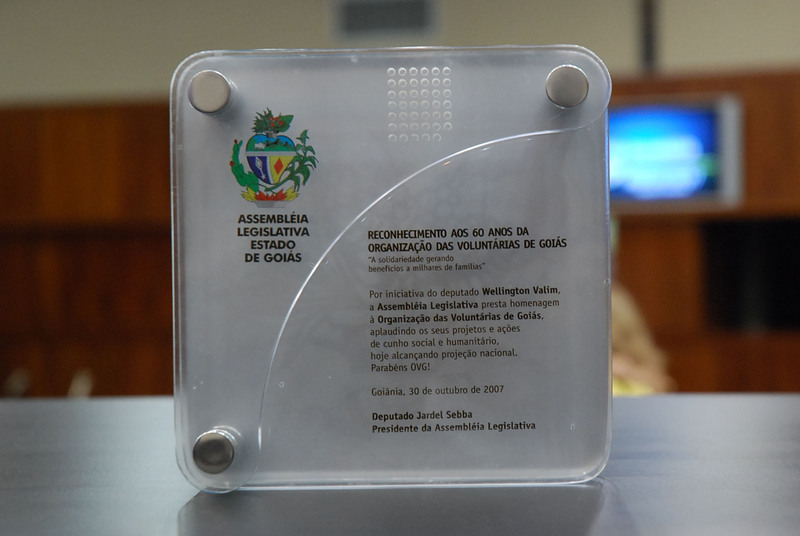 ASSEMBLÉIA
LEGISLATIVA
ESTADO
DE GOIÁS
RECONHECIMENTO AOS 60 ANOS DA
ORGANIZAÇÃO DAS VOLUNTÁRIAS DE GOIÁS
"A solidariedade gerando
benefícios a milhares de famílias"
Por iniciativa do deputado Wellington Valim,
a Assembléia Legislativa presta homenagem
à Organização das Voluntárias de Goiás,
aplaudindo os seus projetos e ações
de cunho social e humanitário,
hoje alcançando projeção nacional.
Parabéns OVG!
Goiânia, 30 de outubro de 2007
Deputado Jardel Sebba
Presidente da Assembléia Legislativa